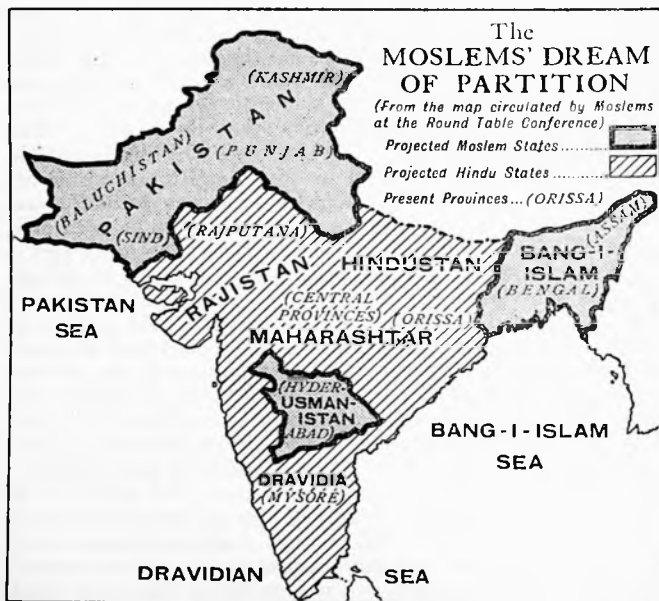 The
MOSLEMS' DREAM
OF PARTITION
(From the map circulated by Moslems
at the Round Table Conference)
Projected Moslem States
Projected Hindu States
Present Provinces...(ORISSA)
(KASHMIR)
(PUNJAB)
(BALUCHISTAN)
PAKISTAN
(SIND)
(RAJPUTANA)
RAJISTAN
HINDUSTAN
(ASSAM)
BANG-I-
ISLAM
(BENGAL)
PAKISTAN
SEA
(CENTRAL
PROVINCES)
(ORISSA)
MAHARASHTAR
(HYDER-
USMAN-
ISTAN
ABAD)
BANG-I-ISLAM
SEA
DRAVIDIA
(MYSORE)
DRAVIDIAN SEA